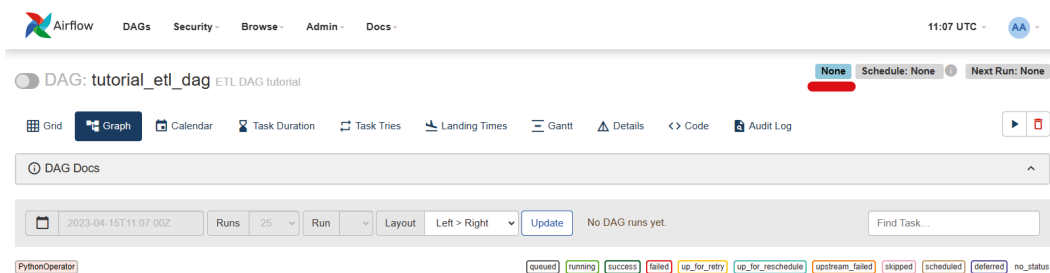 Airflow DAGs Security Browse Admin Docs 11:07 UTC AA
DAG: tutorial_etl_dag ETL DAG tutorial None Schedule: None Next Run: None
Grid Graph Calendar Task Duration Task Tries Landing Times Gantt Details <> Code Audit Log
DAG Docs
2023-04-15T11:07:00Z Runs 25 Run Layout Left > Right Update No DAG runs yet. Find Task...
PythonOperator queued running success failed up_for_retry up_for_reschedule upstream_failed skipped scheduled deferred no_status